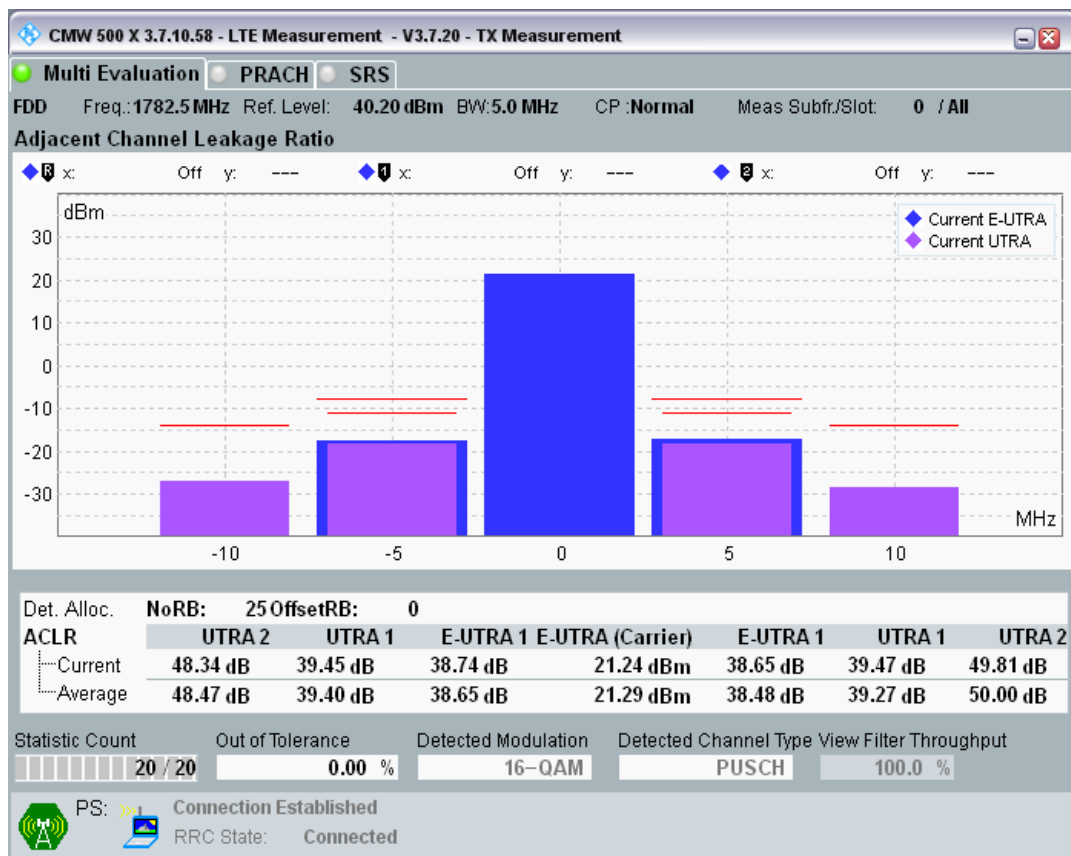 CMW 500 X 3.7.10.58 - LTE Measurement - V3.7.20 - TX Measurement
Multi Evaluation PRACH SRS
FDD Freq.:1782.5 MHz Ref. Level: 40.20 dBm BW:5.0 MHz CP :Normal Meas Subfr./Slot: 0 / All
Adjacent Channel Leakage Ratio
R x: Off y: --- 1 x: Off y: --- 2 x: Off y: ---
dBm
Current E-UTRA
Current UTRA
30
20
10
0
-10
-20
-30
MHz
-10 -5 0 5 10
Det. Alloc. NoRB: 25 OffsetRB: 0
ACLR UTRA 2 UTRA 1 E-UTRA 1 E-UTRA (Carrier) E-UTRA 1 UTRA 1 UTRA 2
Current 48.34 dB 39.45 dB 38.74 dB 21.24 dBm 38.65 dB 39.47 dB 49.81 dB
Average 48.47 dB 39.40 dB 38.65 dB 21.29 dBm 38.48 dB 39.27 dB 50.00 dB
Statistic Count Out of Tolerance Detected Modulation Detected Channel Type View Filter Throughput
20 / 20 0.00 % 16-QAM PUSCH 100.0 %
PS: Connection Established
RRC State: Connected